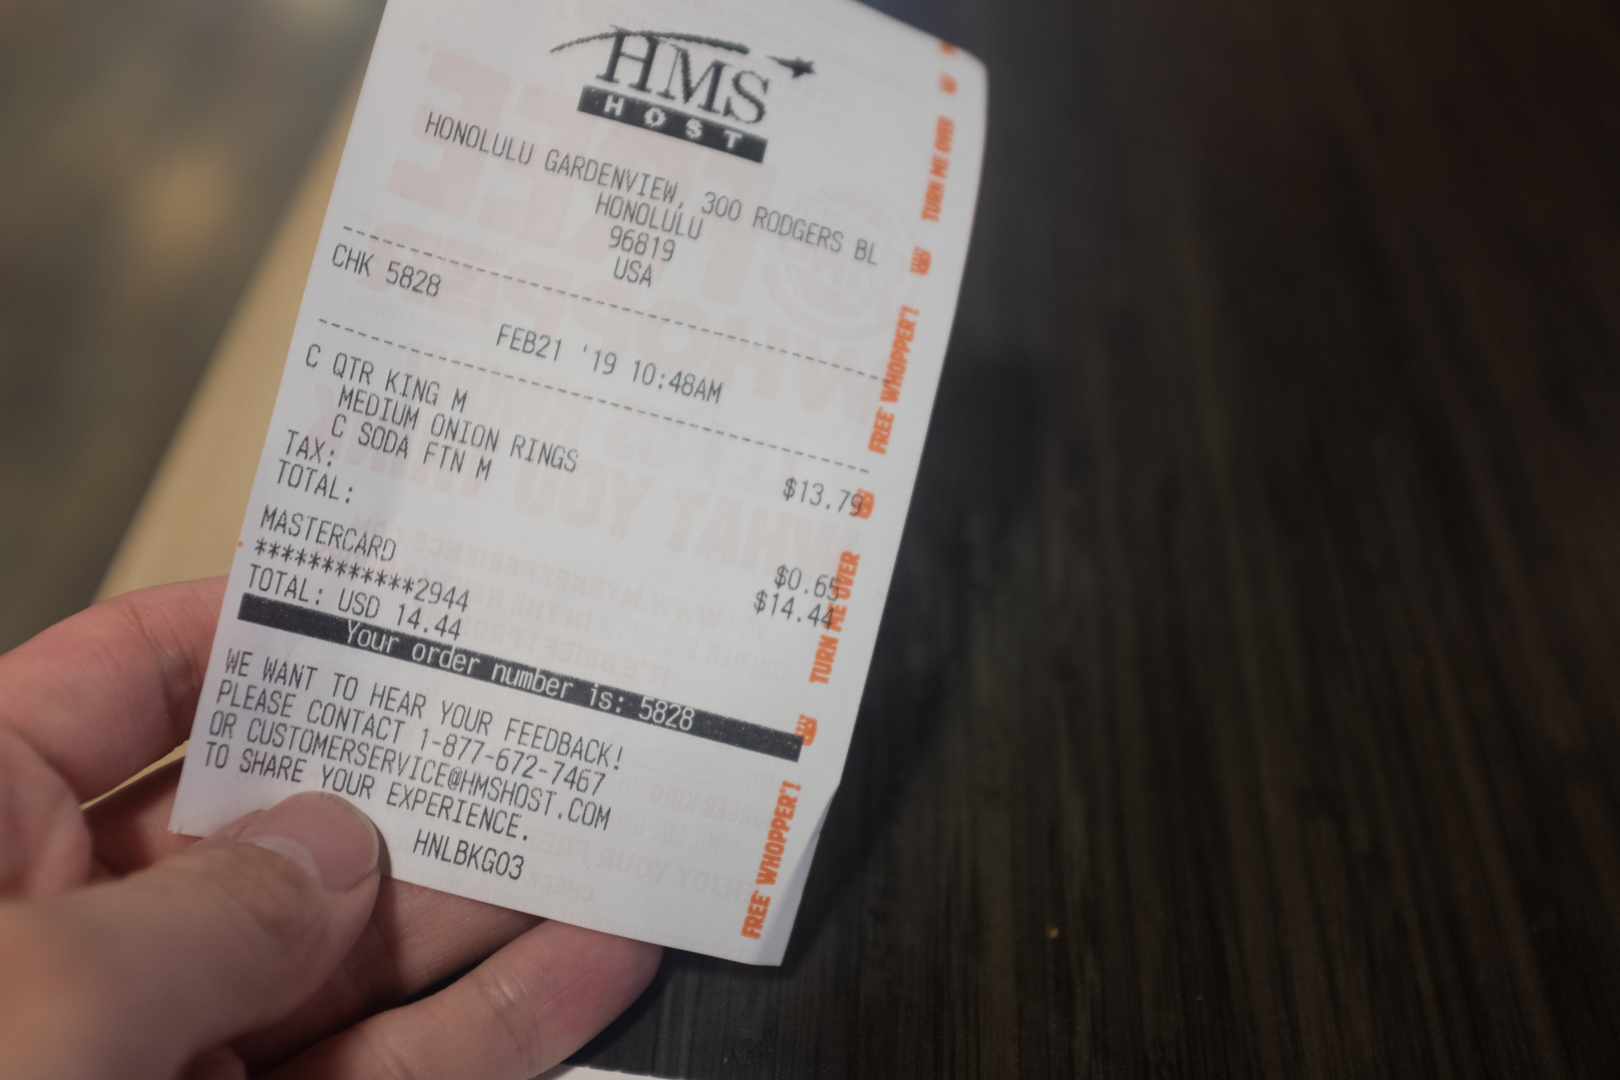 HMS
HOST
HONOLULU GARDENVIEW, 300 RODGERS BL
HONOLULU
96819
USA
CHK 5828
FEB21 '19 10:48AM
C QTR KING M $13.79
MEDIUM ONION RINGS
C SODA FTN M
TAX: $0.65
TOTAL: $14.44
MASTERCARD
************2944
TOTAL: USD 14.44
Your order number is: 5828
WE WANT TO HEAR YOUR FEEDBACK!
PLEASE CONTACT 1-877-672-7467
OR CUSTOMERSERVICE@HMSHOST.COM
TO SHARE YOUR EXPERIENCE.
HNLBKG03
TURN ME OVER
FREE WHOPPER!
TURN ME OVER
FREE WHOPPER!